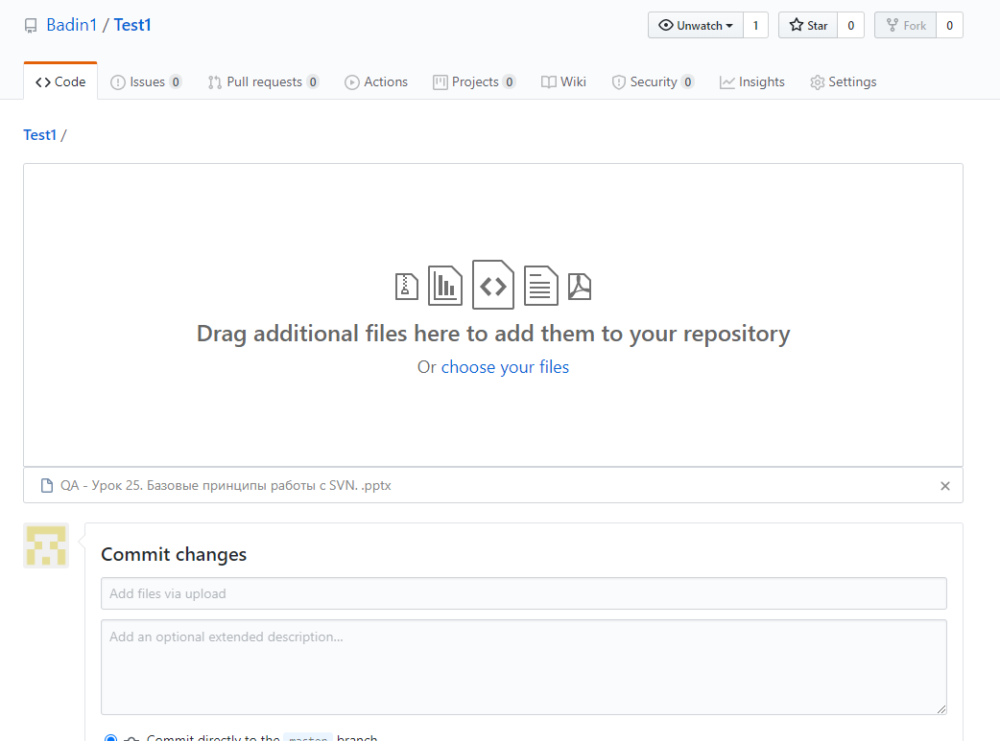 Badin1 / Test1
Unwatch 1 Star 0 Fork 0
Code Issues 0 Pull requests 0 Actions Projects 0 Wiki Security 0 Insights Settings
Test1 /
Drag additional files here to add them to your repository
Or choose your files
QA - Урок 25. Базовые принципы работы с SVN. .pptx
Commit changes
Add files via upload
Add an optional extended description...
Commit directly to the master branch